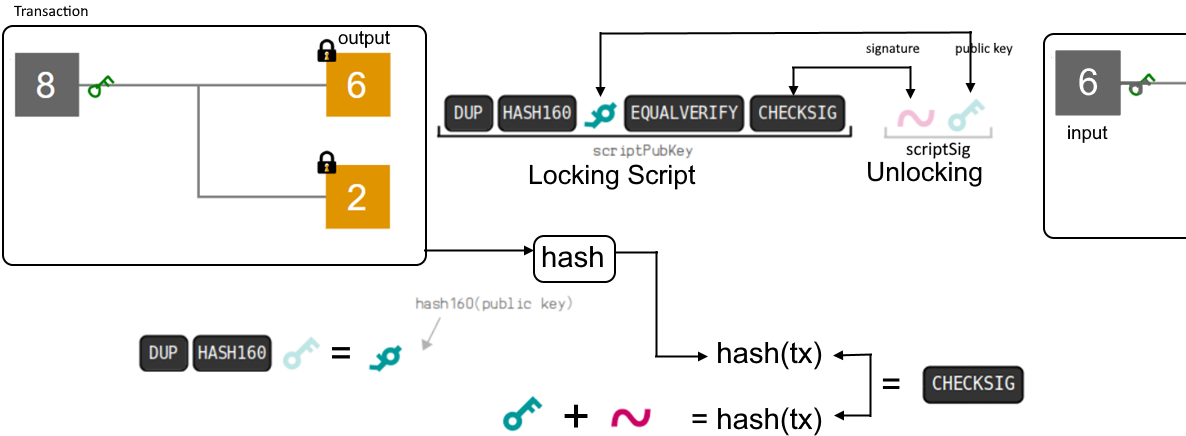 Transaction
output
8
6
2
signature
public key
DUP HASH160 EQUALVERIFY CHECKSIG
scriptPubKey
Locking Script
scriptSig
Unlocking
6
input
hash
hash160(public key)
DUP HASH160 =
hash(tx)
= CHECKSIG
+ = hash(tx)